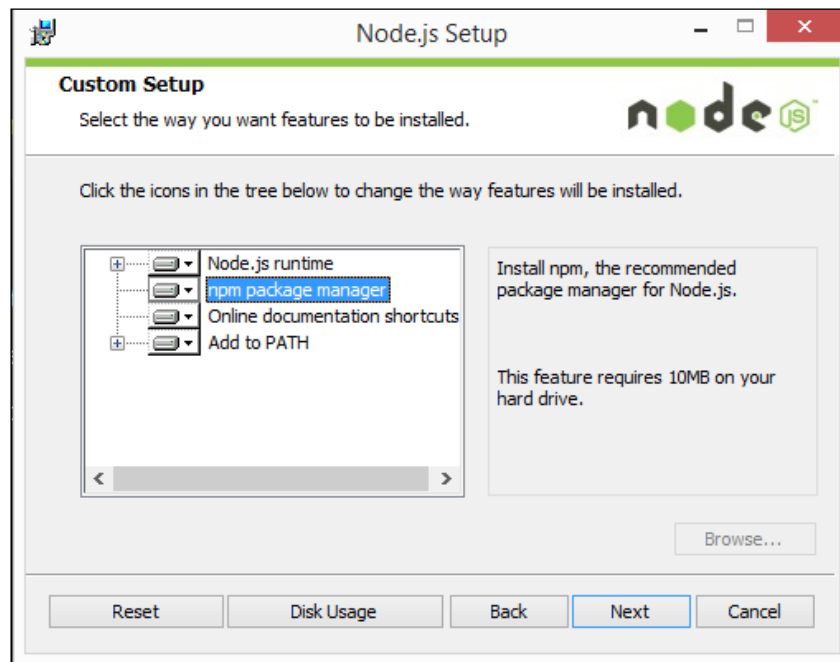 Node.js Setup
Custom Setup
Select the way you want features to be installed.
node JS
Click the icons in the tree below to change the way features will be installed.
Node.js runtime
npm package manager
Online documentation shortcuts
Add to PATH
Install npm, the recommended
package manager for Node.js.
This feature requires 10MB on your
hard drive.
Browse...
Reset
Disk Usage
Back
Next
Cancel